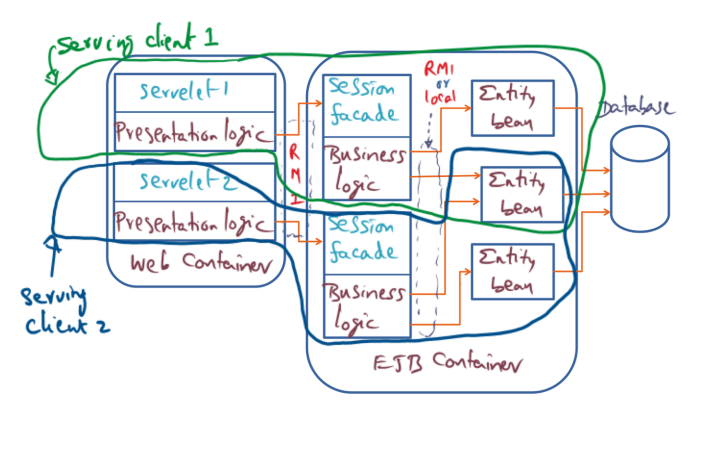 Serving client 1
Servelet-1
Presentation logic
Servelet-2
Presentation logic
Web Container
Serving
client 2
RMI
Session
facade
Business
logic
Session
facade
Business
logic
RMI
or
local
Entity
bean
Entity
bean
Entity
bean
EJB Container
Database